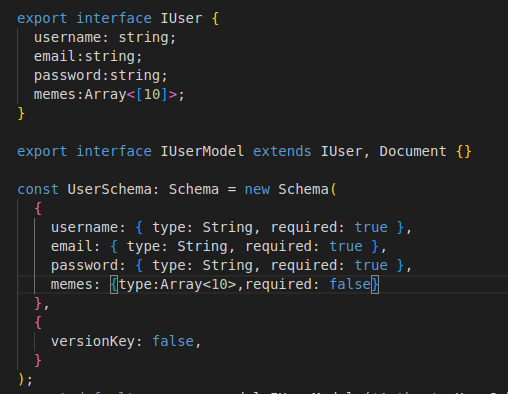 export interface IUser {
username: string;
email:string;
password:string;
memes:Array<[10]>;
}
export interface IUserModel extends IUser, Document {}
const UserSchema: Schema = new Schema(
{
username: { type: String, required: true },
email: { type: String, required: true },
password: { type: String, required: true },
memes: {type:Array<10>,required: false}
},
{
versionKey: false,
}
);